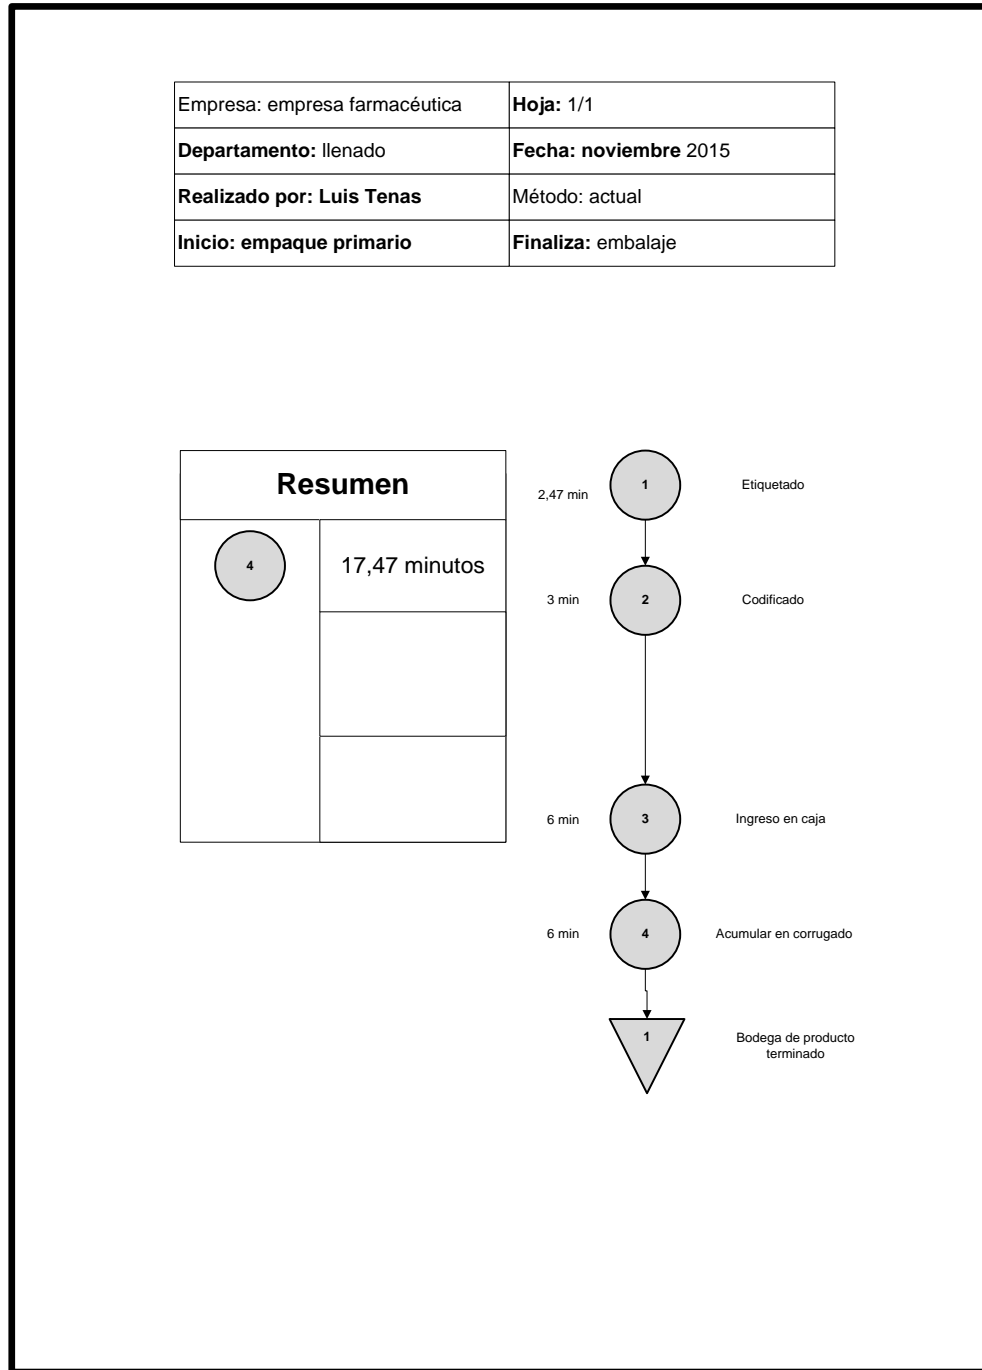 Empresa: empresa farmacéutica
Hoja: 1/1
Departamento: llenado
Fecha: noviembre 2015
Realizado por: Luis Tenas
Método: actual
Inicio: empaque primario
Finaliza: embalaje
Resumen
4
17,47 minutos
2,47 min
1
Etiquetado
3 min
2
Codificado
6 min
3
Ingreso en caja
6 min
4
Acumular en corrugado
1
Bodega de producto
terminado